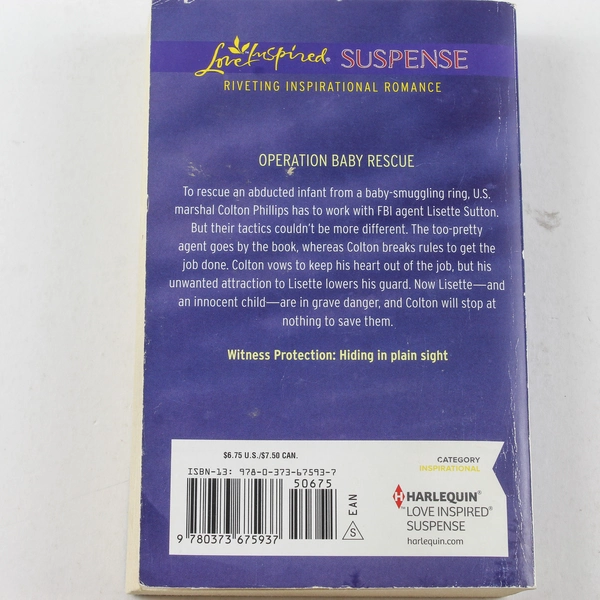 Love Inspired® SUSPENSE
RIVETING INSPIRATIONAL ROMANCE
OPERATION BABY RESCUE
To rescue an abducted infant from a baby-smuggling ring, U.S.
marshal Colton Phillips has to work with FBI agent Lisette Sutton.
But their tactics couldn't be more different. The too-pretty
agent goes by the book, whereas Colton breaks rules to get the
job done. Colton vows to keep his heart out of the job, but his
unwanted attraction to Lisette lowers his guard. Now Lisette—and
an innocent child—are in grave danger, and Colton will stop at
nothing to save them.
Witness Protection: Hiding in plain sight
$6.75 U.S./$7.50 CAN.
ISBN-13: 978-0-373-67593-7
50675
9 780373 675937
EAN
S
CATEGORY
INSPIRATIONAL
H HARLEQUIN®
™ LOVE INSPIRED®
SUSPENSE
harlequin.com